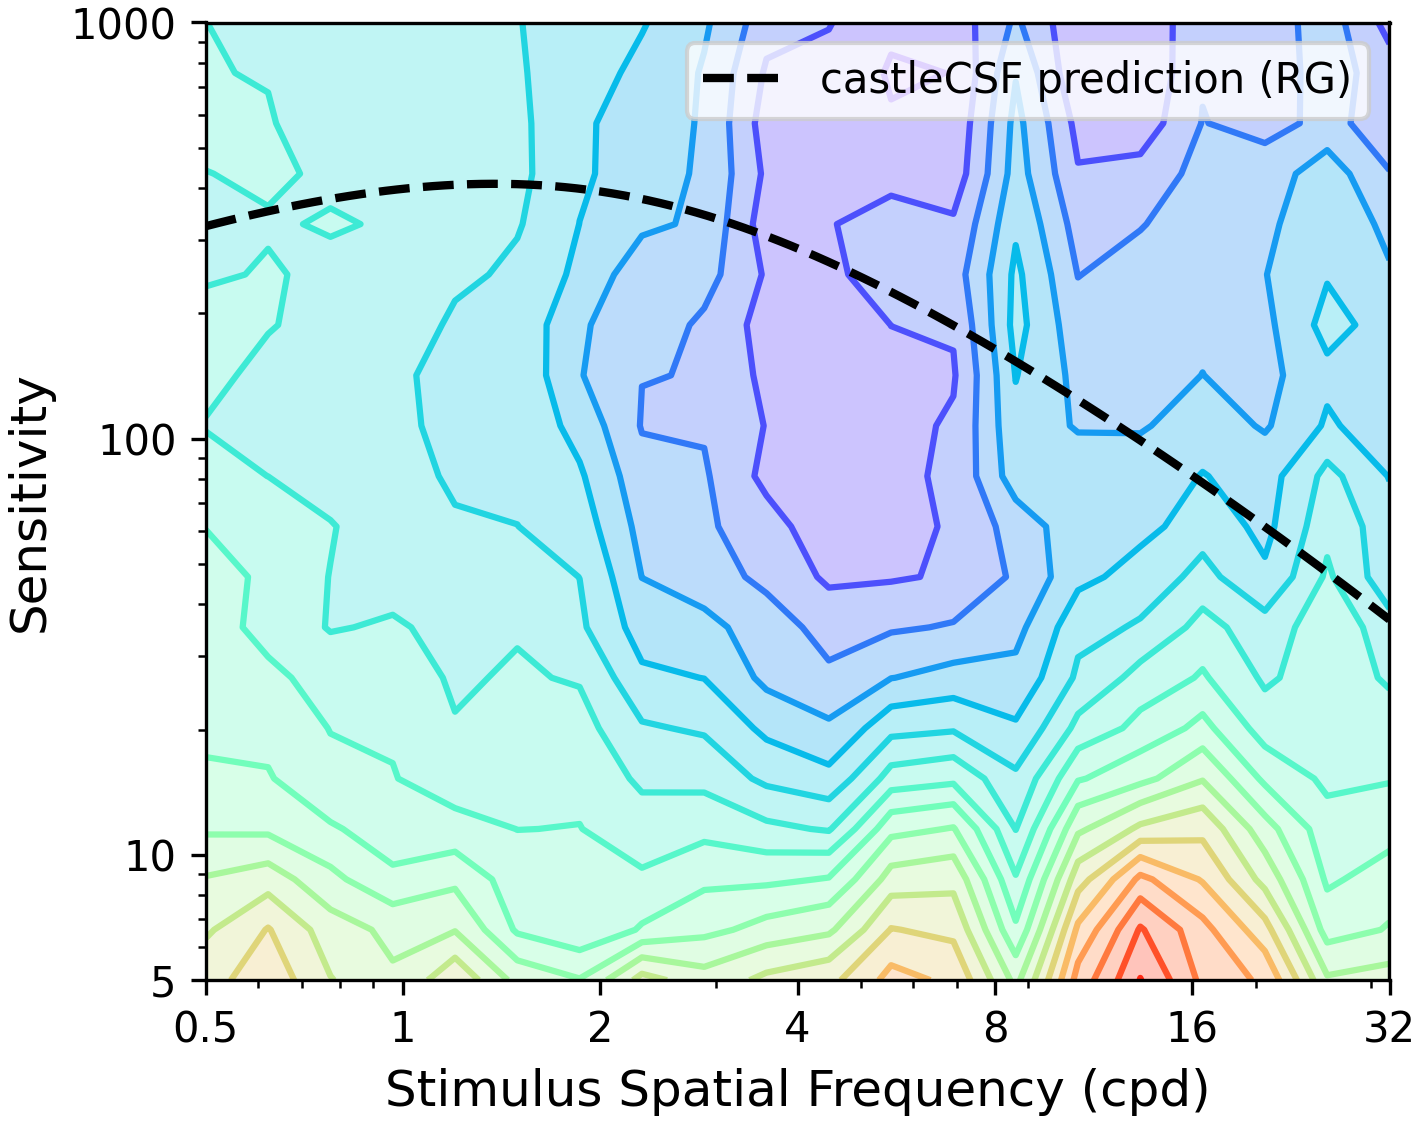 1000
castleCSF prediction (RG)
Sensitivity
100
10
5
0.5 1 2 4 8 16 32
Stimulus Spatial Frequency (cpd)